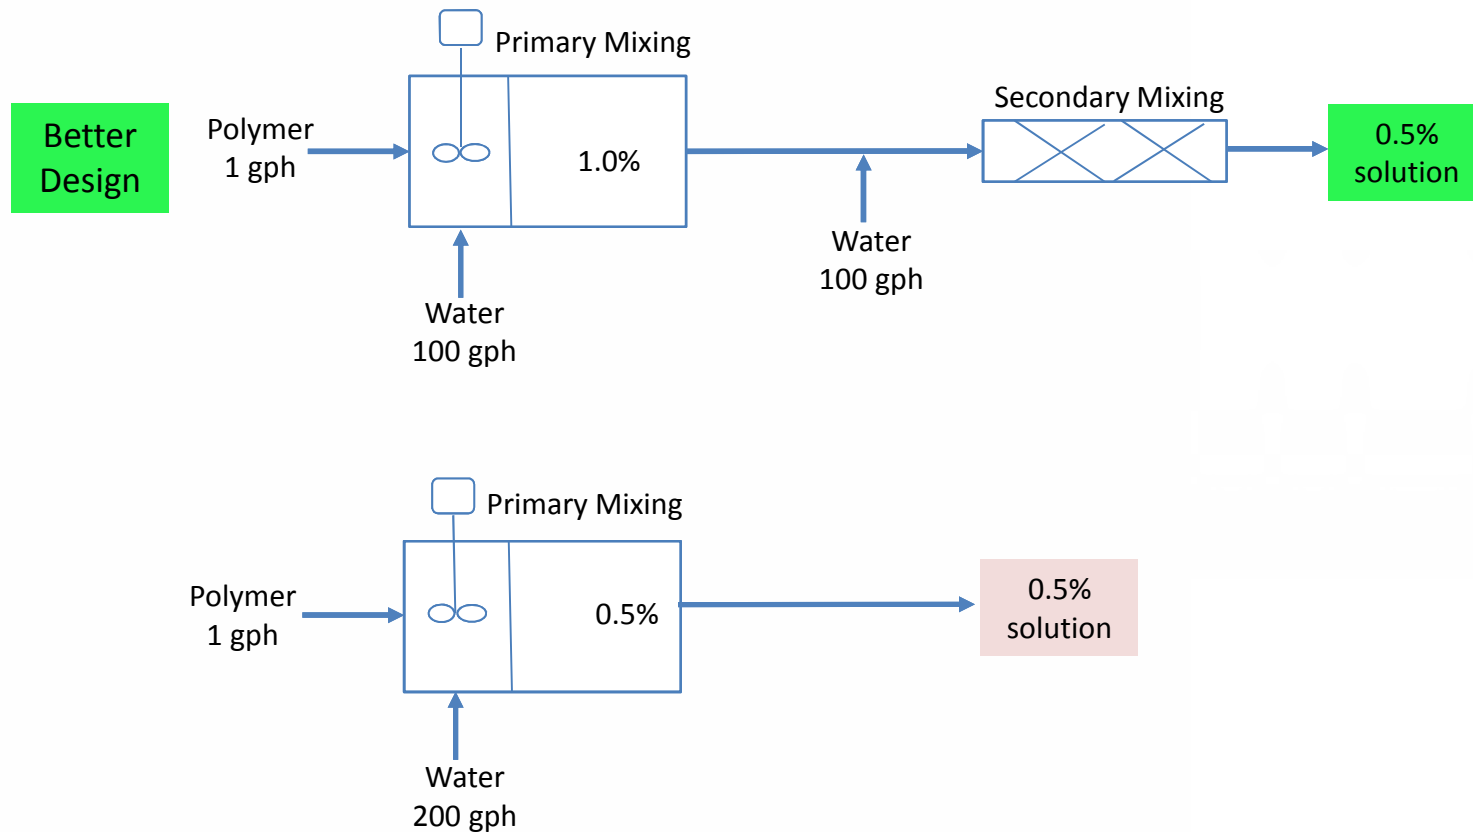 Primary Mixing
Better
Design
Polymer
1 gph
1.0%
Water
100 gph
Water
100 gph
Secondary Mixing
0.5%
solution
Primary Mixing
Polymer
1 gph
0.5%
Water
200 gph
0.5%
solution